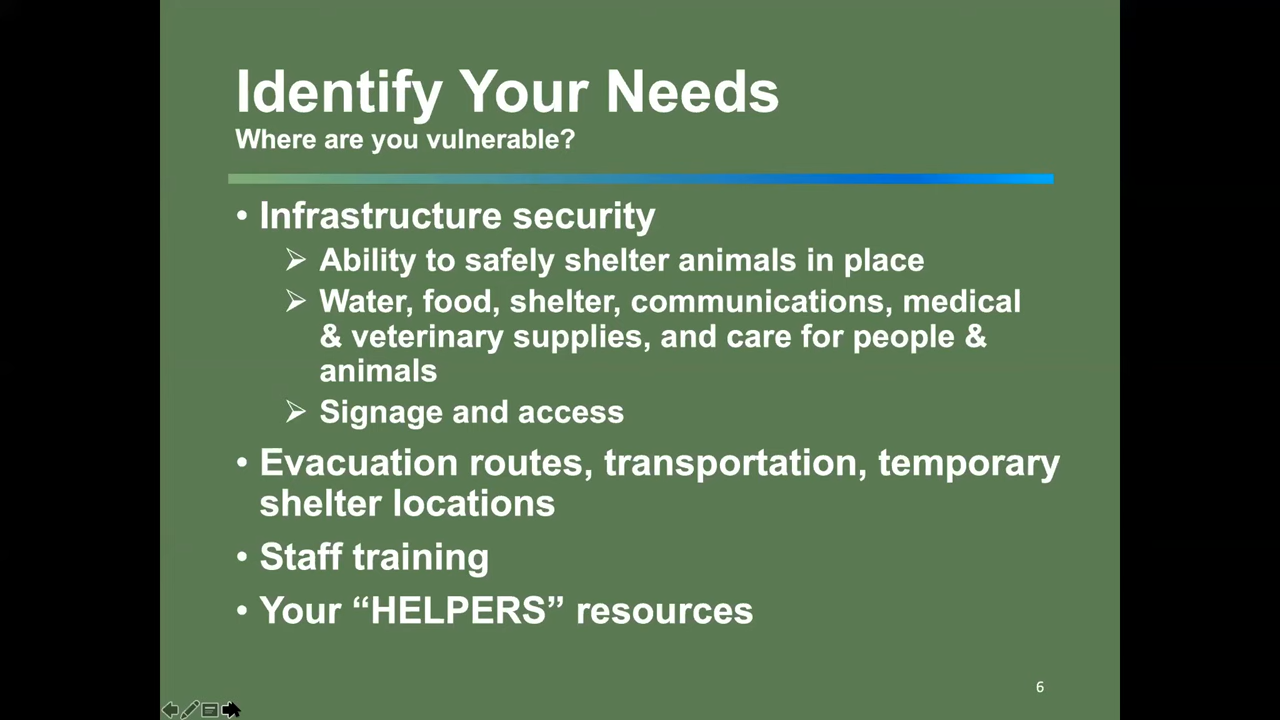 Identify Your Needs
Where are you vulnerable?
• Infrastructure security
➢ Ability to safely shelter animals in place
➢ Water, food, shelter, communications, medical
& veterinary supplies, and care for people &
animals
➢ Signage and access
• Evacuation routes, transportation, temporary
shelter locations
• Staff training
• Your “HELPERS” resources
6